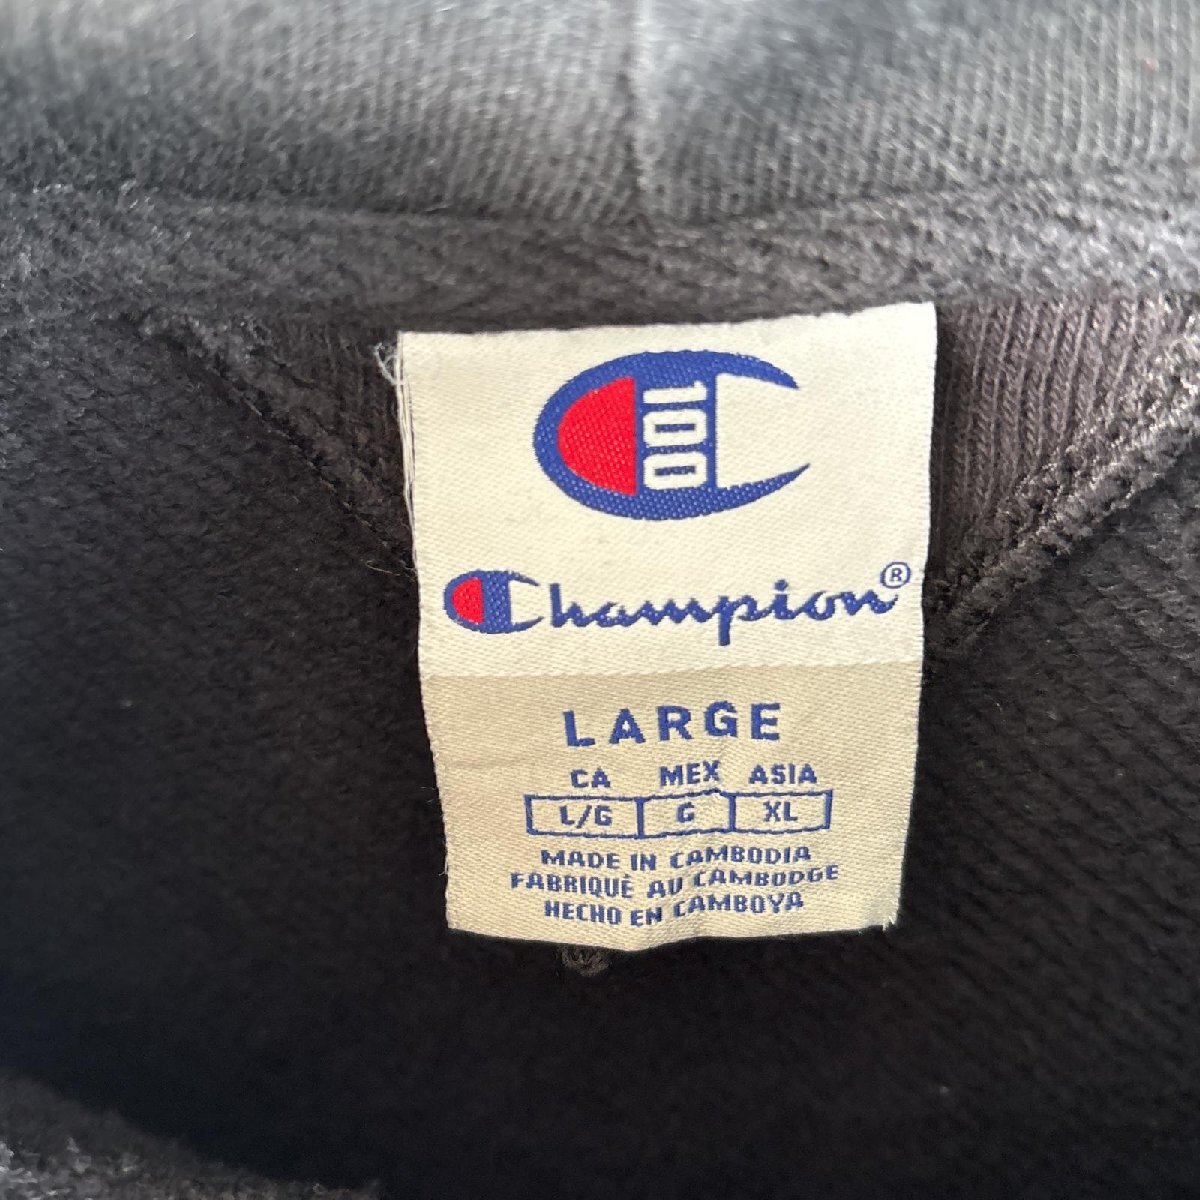 100
Champion®
LARGE
CA MEX ASIA
L/G G XL
MADE IN CAMBODIA
FABRIQUÉ AU CAMBODGE
HECHO EN CAMBOYA